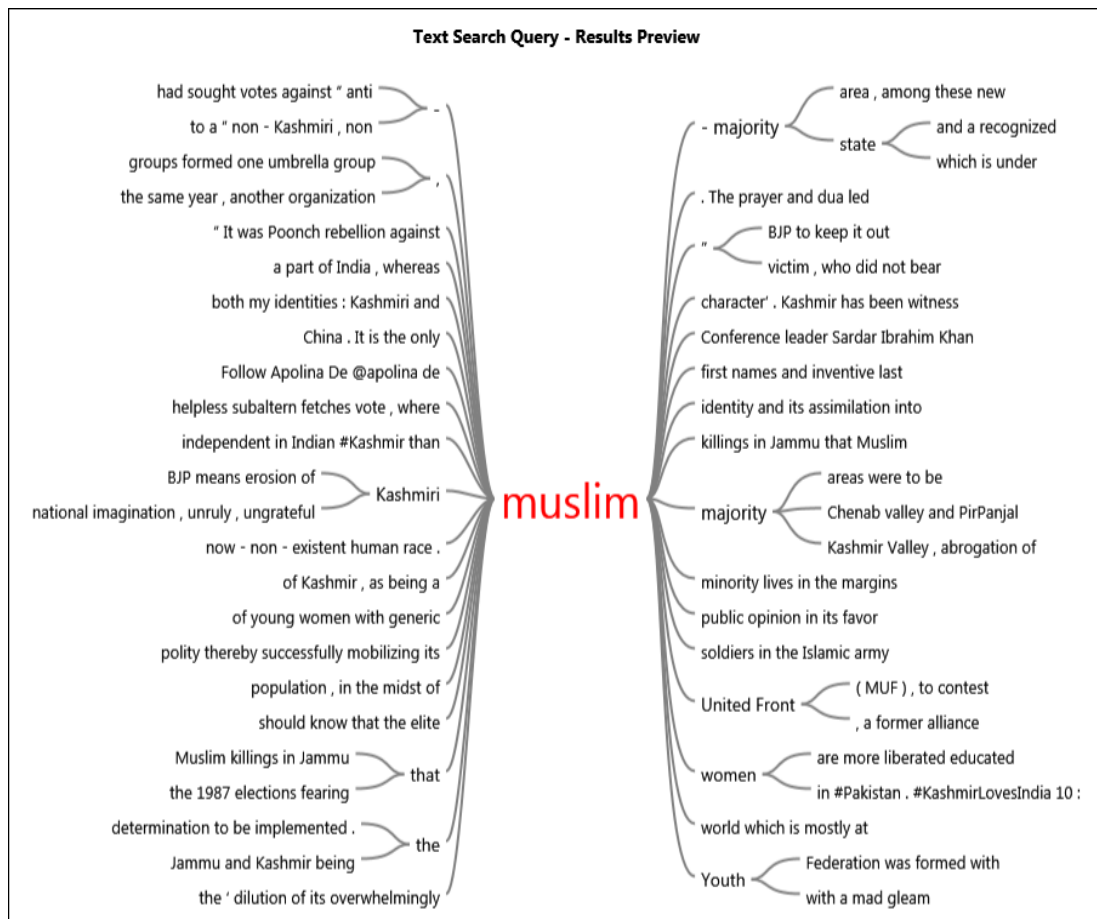 Text Search Query - Results Preview
had sought votes against " anti
to a " non - Kashmiri , non
-
groups formed one umbrella group
the same year , another organization
,
" It was Poonch rebellion against
a part of India , whereas
both my identities : Kashmiri and
China . It is the only
Follow Apolina De @apolina de
helpless subaltern fetches vote , where
independent in Indian #Kashmir than
BJP means erosion of
national imagination , unruly , ungrateful
Kashmiri
now - non - existent human race .
of Kashmir , as being a
of young women with generic
polity thereby successfully mobilizing its
population , in the midst of
should know that the elite
Muslim killings in Jammu
the 1987 elections fearing
that
determination to be implemented .
Jammu and Kashmir being
the
the ' dilution of its overwhelmingly
muslim
- majority
area , among these new
state
and a recognized
which is under
. The prayer and dua led
"
BJP to keep it out
victim , who did not bear
character' . Kashmir has been witness
Conference leader Sardar Ibrahim Khan
first names and inventive last
identity and its assimilation into
killings in Jammu that Muslim
majority
areas were to be
Chenab valley and PirPanjal
Kashmir Valley , abrogation of
minority lives in the margins
public opinion in its favor
soldiers in the Islamic army
United Front
( MUF ) , to contest
, a former alliance
women
are more liberated educated
in #Pakistan . #KashmirLovesIndia 10 :
world which is mostly at
Youth
Federation was formed with
with a mad gleam